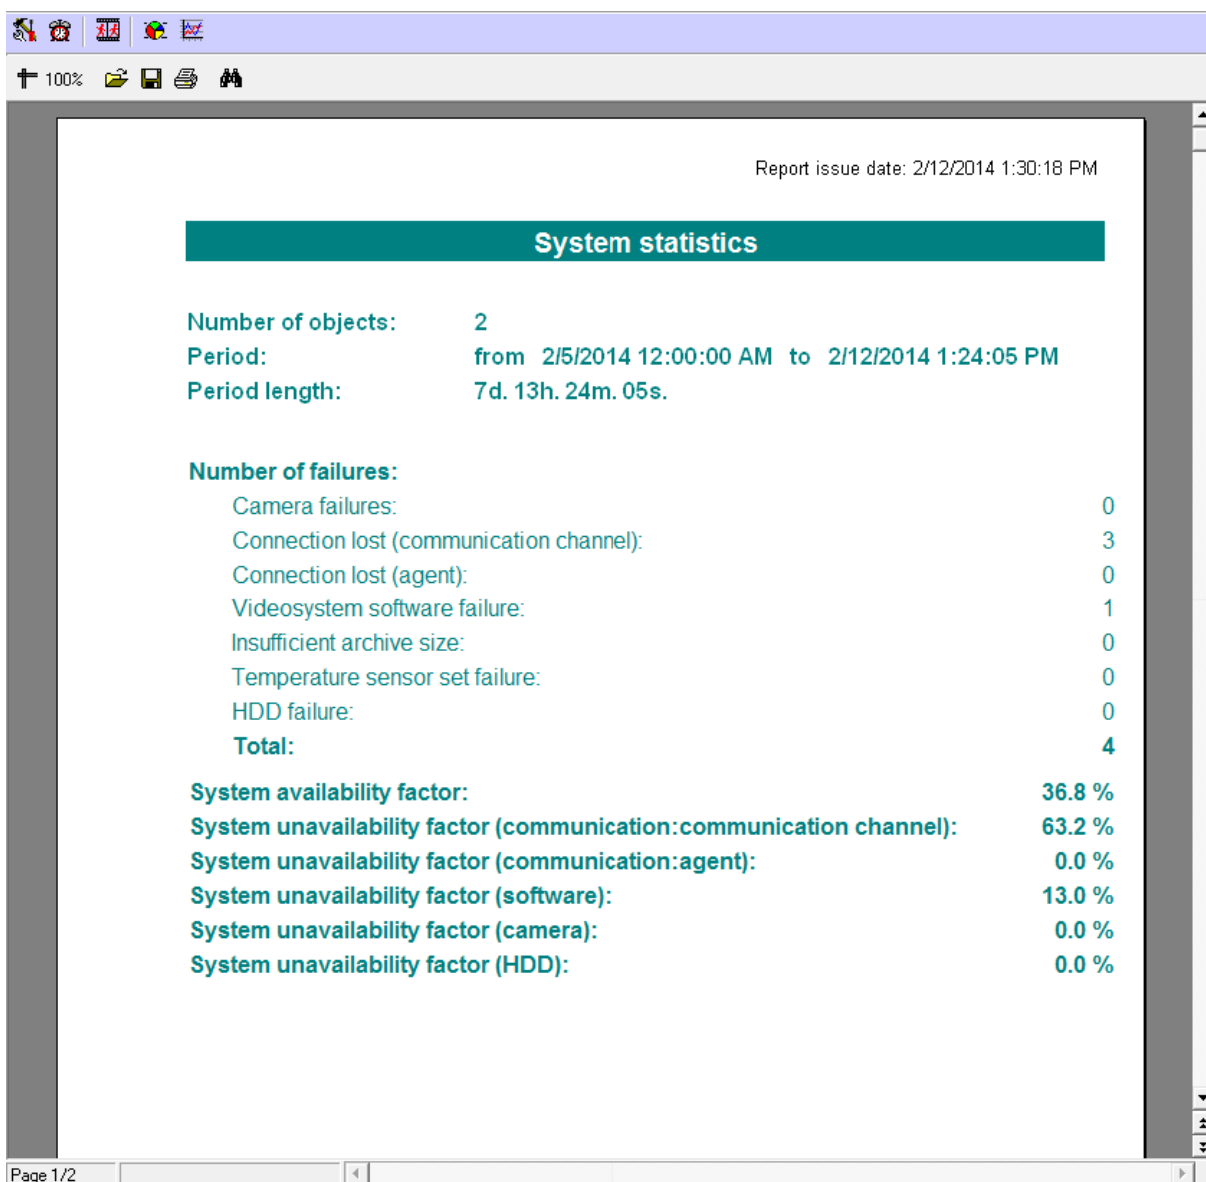 100%
Report issue date: 2/12/2014 1:30:18 PM
System statistics
Number of objects: 2
Period: from 2/5/2014 12:00:00 AM to 2/12/2014 1:24:05 PM
Period length: 7d. 13h. 24m. 05s.
Number of failures:
Camera failures: 0
Connection lost (communication channel): 3
Connection lost (agent): 0
Videosystem software failure: 1
Insufficient archive size: 0
Temperature sensor set failure: 0
HDD failure: 0
Total: 4
System availability factor: 36.8 %
System unavailability factor (communication:communication channel): 63.2 %
System unavailability factor (communication:agent): 0.0 %
System unavailability factor (software): 13.0 %
System unavailability factor (camera): 0.0 %
System unavailability factor (HDD): 0.0 %
Page 1/2